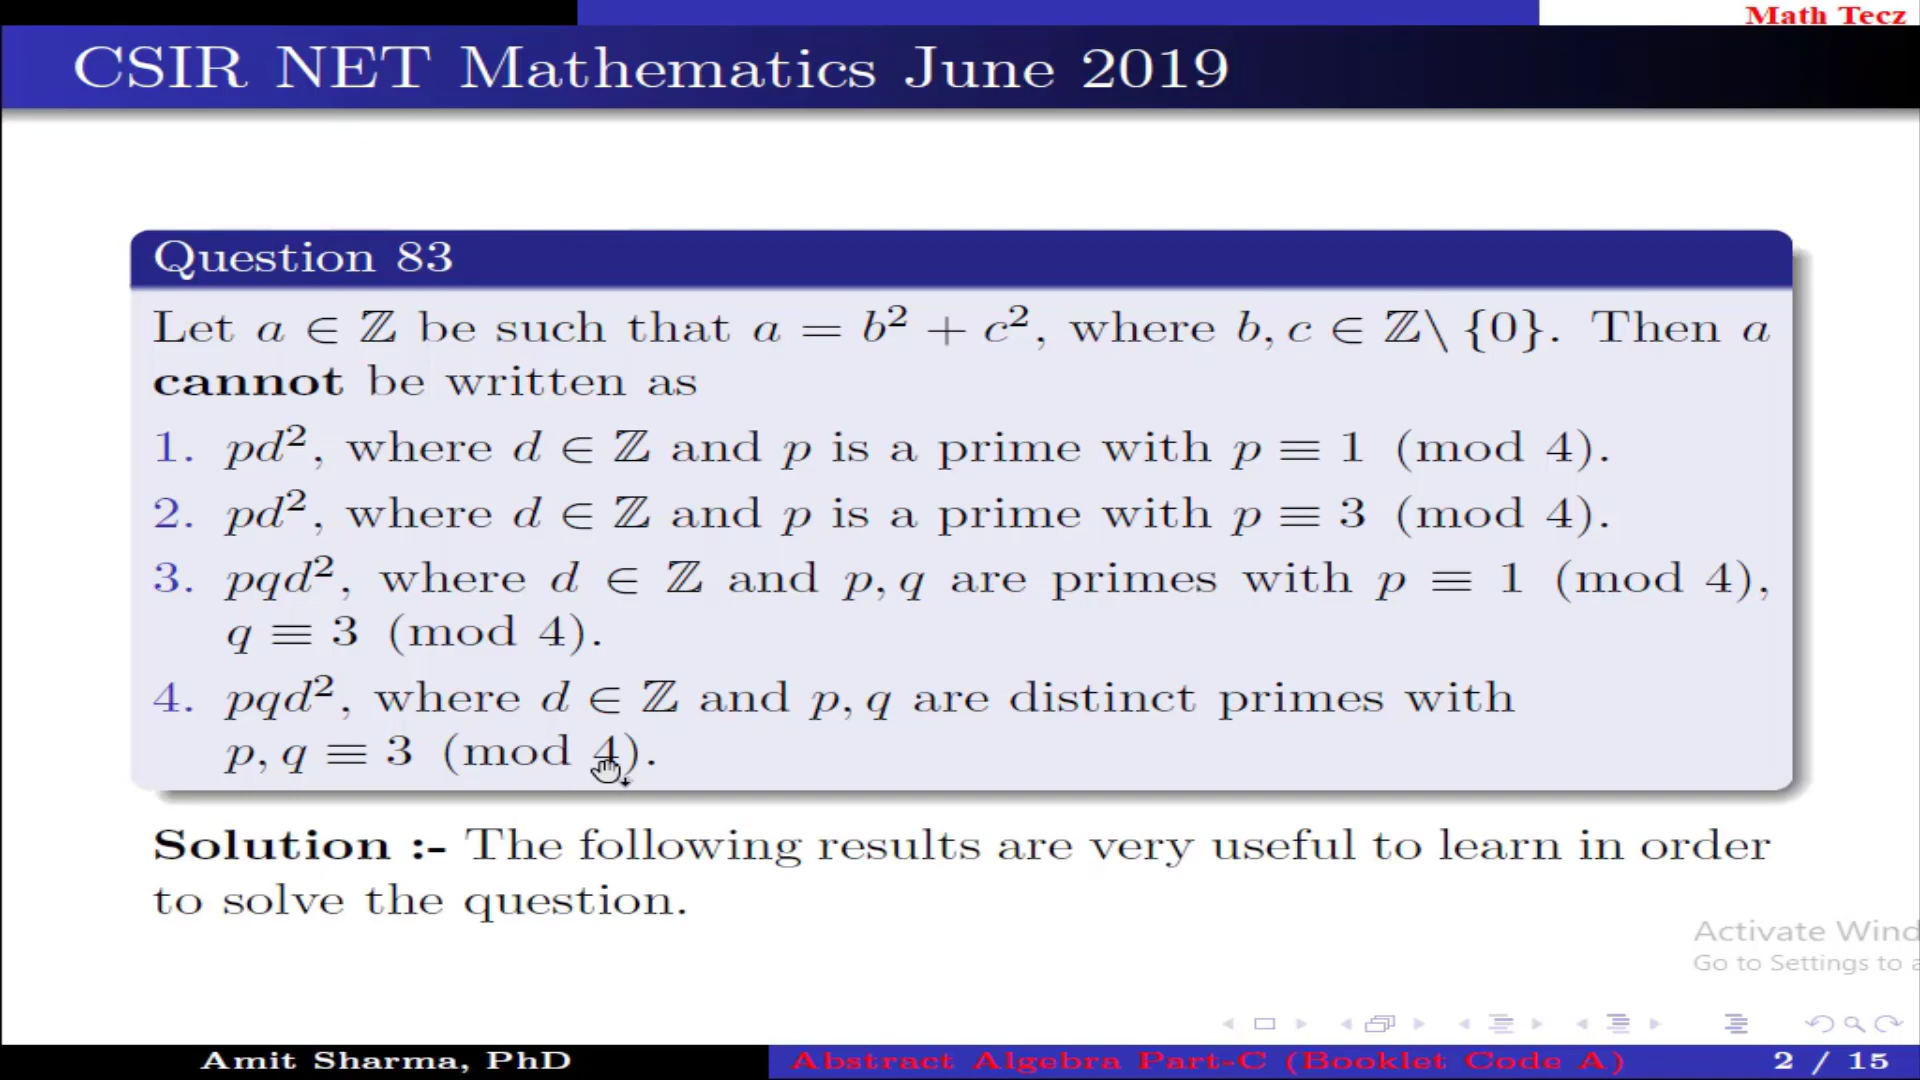 Math Tecz
CSIR NET Mathematics June 2019
Question 83
Let a ∈ ℤ be such that a = b² + c², where b, c ∈ ℤ\ {0}. Then a
cannot be written as
1. pd², where d ∈ ℤ and p is a prime with p ≡ 1 (mod 4).
2. pd², where d ∈ ℤ and p is a prime with p ≡ 3 (mod 4).
3. pqd², where d ∈ ℤ and p, q are primes with p ≡ 1 (mod 4),
q ≡ 3 (mod 4).
4. pqd², where d ∈ ℤ and p, q are distinct primes with
p, q ≡ 3 (mod 4).
Solution :- The following results are very useful to learn in order
to solve the question.
Activate Wind
Go to Settings to a
Amit Sharma, PhD
Abstract Algebra Part-C (Booklet Code A)
2 / 15